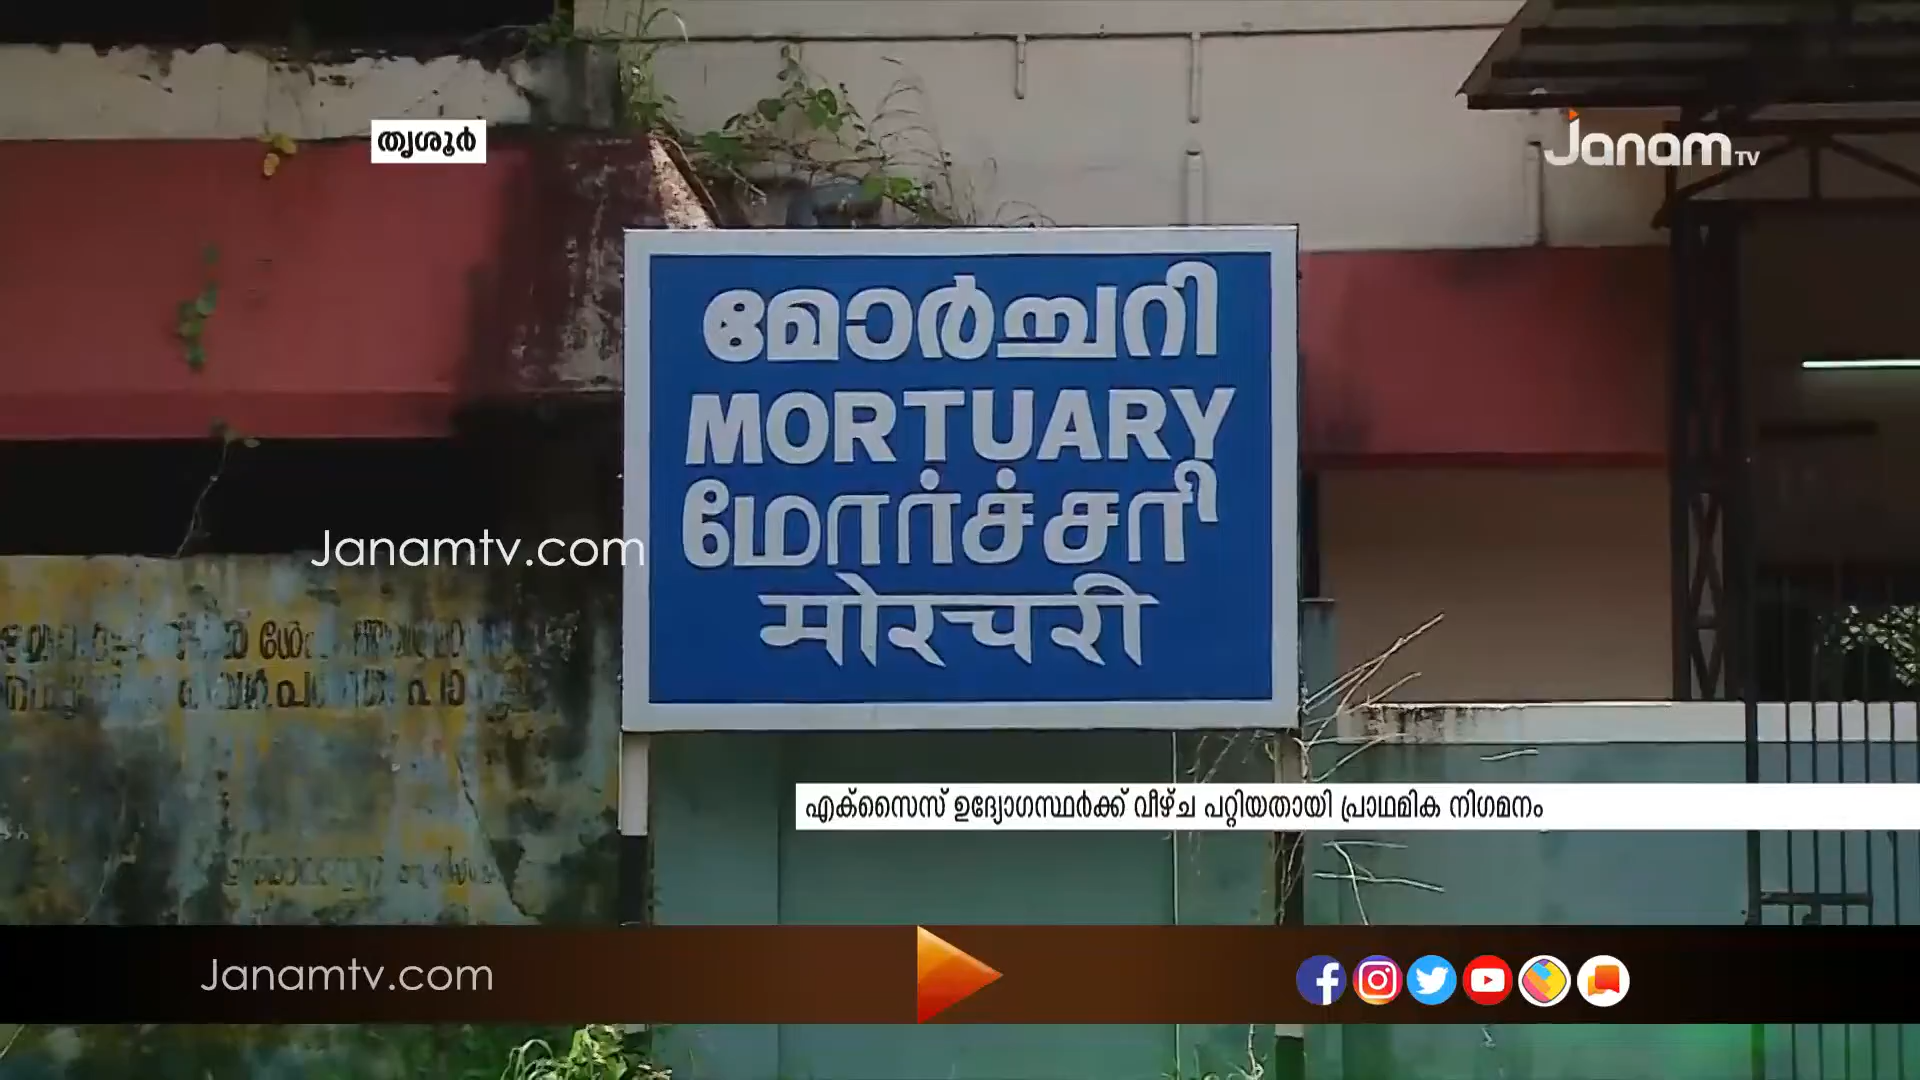 തൃശൂർ
Janam TV
മോർച്ചറി
MORTUARY
மோர்ச்சரி
मोरचरी
Janamtv.com
എക്സൈസ് ഉദ്യോഗസ്ഥർക്ക് വീഴ്ച പറ്റിയതായി പ്രാഥമിക നിഗമനം
Janamtv.com